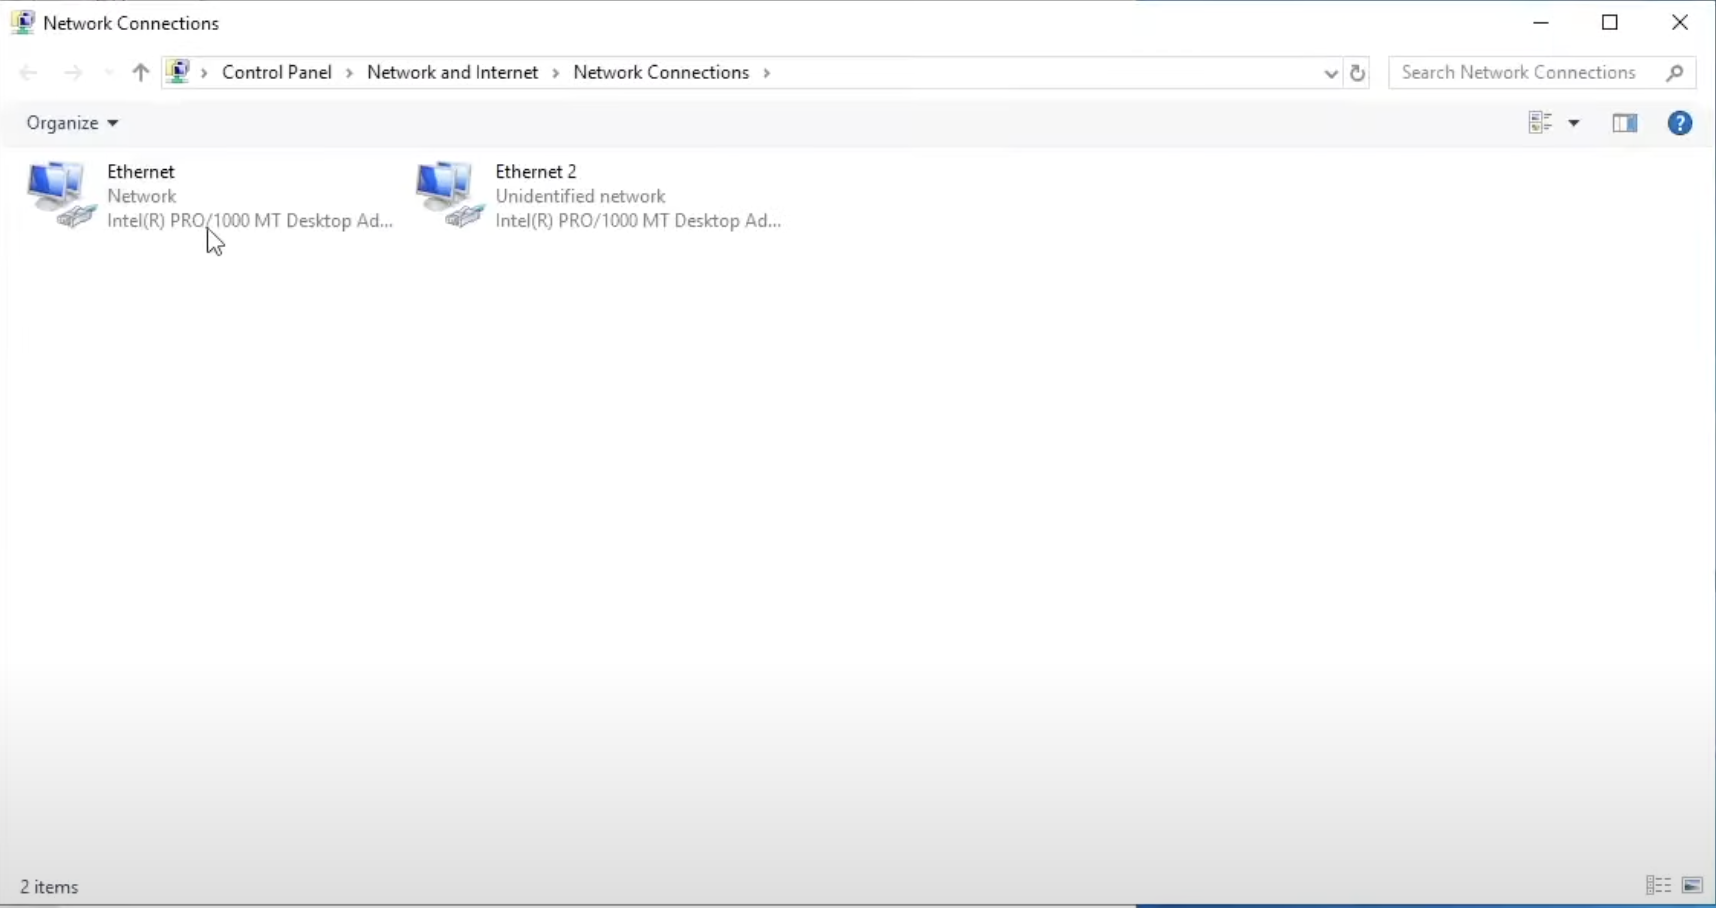 Network Connections
Control Panel > Network and Internet > Network Connections >
Search Network Connections
Organize
?
Ethernet
Network
Intel(R) PRO/1000 MT Desktop Ad...
Ethernet 2
Unidentified network
Intel(R) PRO/1000 MT Desktop Ad...
2 items